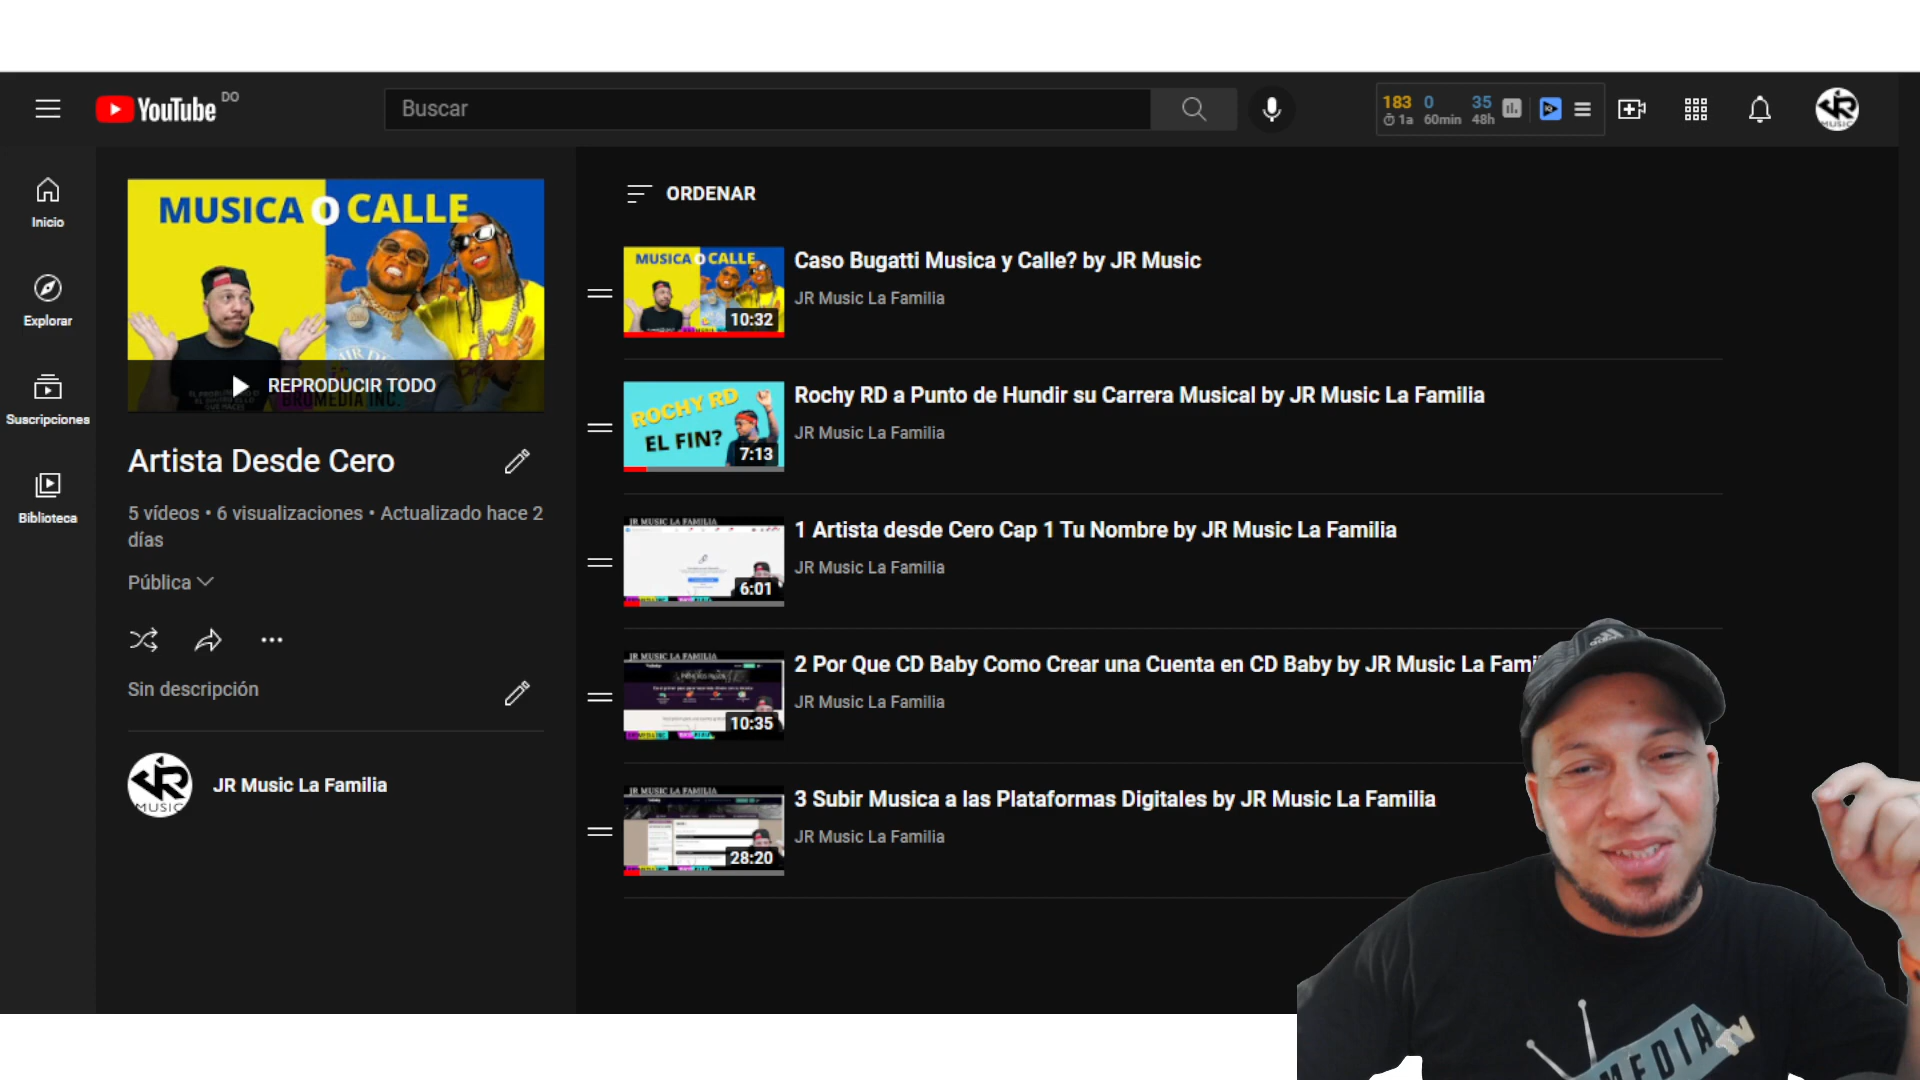 YouTube DO
Buscar
183 0 35
1a 60min 48h
MUSIC
Inicio
Explorar
Suscripciones
Biblioteca
MUSICA O CALLE
REPRODUCIR TODO
BROMEDIA INC.
Artista Desde Cero
5 vídeos • 6 visualizaciones • Actualizado hace 2
días
Pública
Sin descripción
JR MUSIC
JR Music La Familia
ORDENAR
MUSICA O CALLE
10:32
Caso Bugatti Musica y Calle? by JR Music
JR Music La Familia
ROCHY RD
EL FIN?
7:13
Rochy RD a Punto de Hundir su Carrera Musical by JR Music La Familia
JR Music La Familia
JR MUSIC LA FAMILIA
6:01
1 Artista desde Cero Cap 1 Tu Nombre by JR Music La Familia
JR Music La Familia
JR MUSIC LA FAMILIA
10:35
2 Por Que CD Baby Como Crear una Cuenta en CD Baby by JR Music La Fami
JR Music La Familia
JR MUSIC LA FAMILIA
28:20
3 Subir Musica a las Plataformas Digitales by JR Music La Familia
JR Music La Familia
MEDIA TV